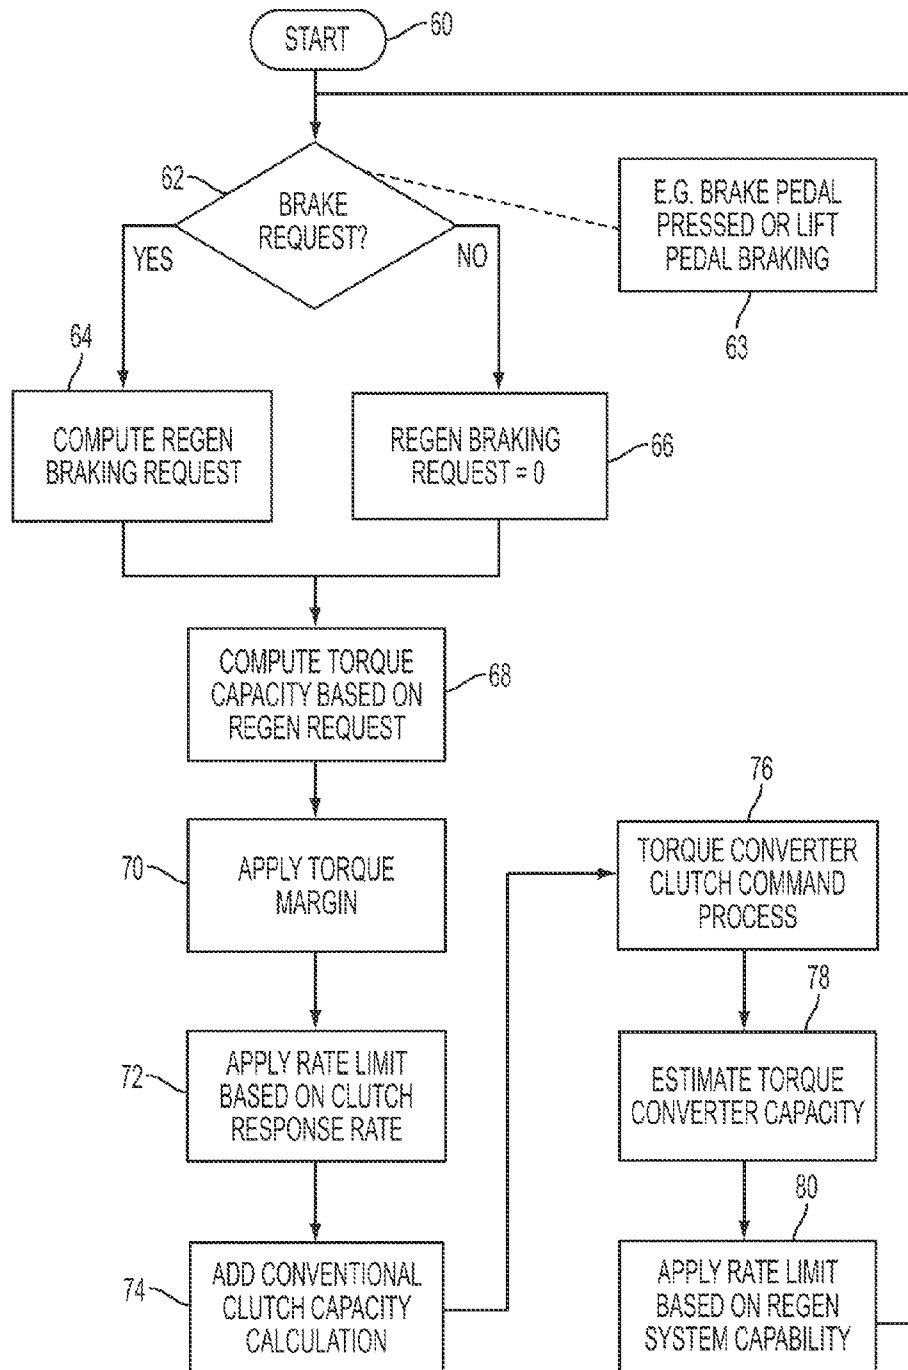 START
60
62
BRAKE
REQUEST?
YES
NO
E.G. BRAKE PEDAL
PRESSED OR LIFT
PEDAL BRAKING
63
64
COMPUTE REGEN
BRAKING REQUEST
REGEN BRAKING
REQUEST = 0
66
COMPUTE TORQUE
CAPACITY BASED ON
REGEN REQUEST
68
70
APPLY TORQUE
MARGIN
72
APPLY RATE LIMIT
BASED ON CLUTCH
RESPONSE RATE
74
ADD CONVENTIONAL
CLUTCH CAPACITY
CALCULATION
76
TORQUE CONVERTER
CLUTCH COMMAND
PROCESS
78
ESTIMATE TORQUE
CONVERTER CAPACITY
80
APPLY RATE LIMIT
BASED ON REGEN
SYSTEM CAPABILITY